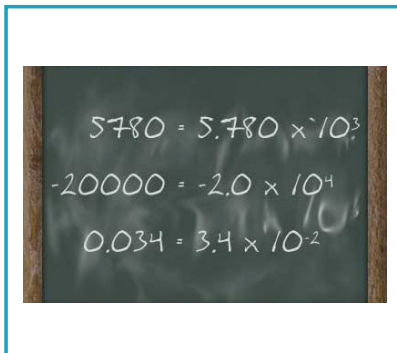 5780 = 5.780 x 10³
-20000 = -2.0 x 10⁴
0.034 = 3.4 x 10⁻²